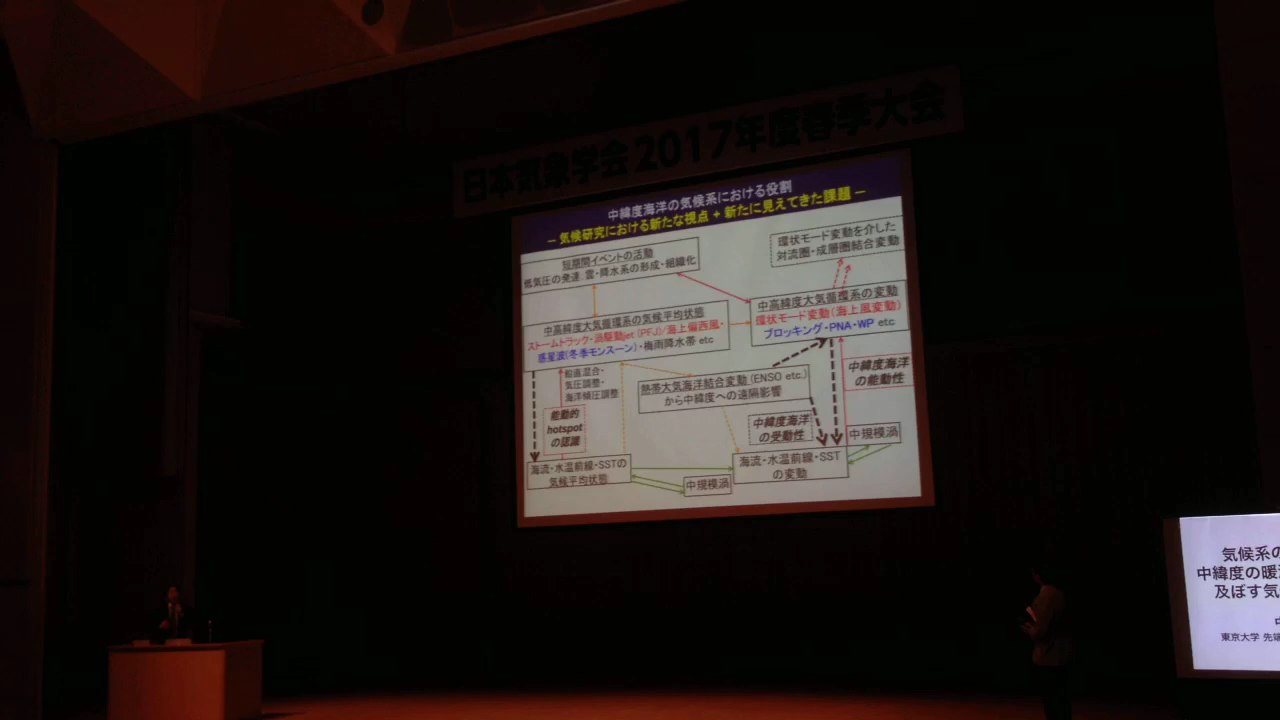 日本気象学会2017年度春季大会
中緯度海洋の気候系における役割
― 気候研究における新たな視点 + 新たに見えてきた課題 ―
短期間イベントの活動
低気圧の発達, 雲・降水系の形成・組織化
環状モード変動を介した
対流圏・成層圏結合変動
中高緯度大気循環系の気候平均状態
ストームトラック・渦駆動jet (PFJ)/海上偏西風・
惑星波(冬季モンスーン)・梅雨降水帯 etc
中高緯度大気循環系の変動
環状モード変動(海上風変動)
ブロッキング・PNA・WP etc
鉛直混合・
気圧調整・
海洋傾圧調整
熱帯大気海洋結合変動 (ENSO etc.)
から中緯度への遠隔影響
中緯度海洋
の能動性
能動的
hotspot
の認識
中緯度海洋
の受動性
中規模渦
海流・水温前線・SSTの
気候平均状態
中規模渦
海流・水温前線・SST
の変動
気候系の
中緯度の暖
及ぼす気
東京大学 先端